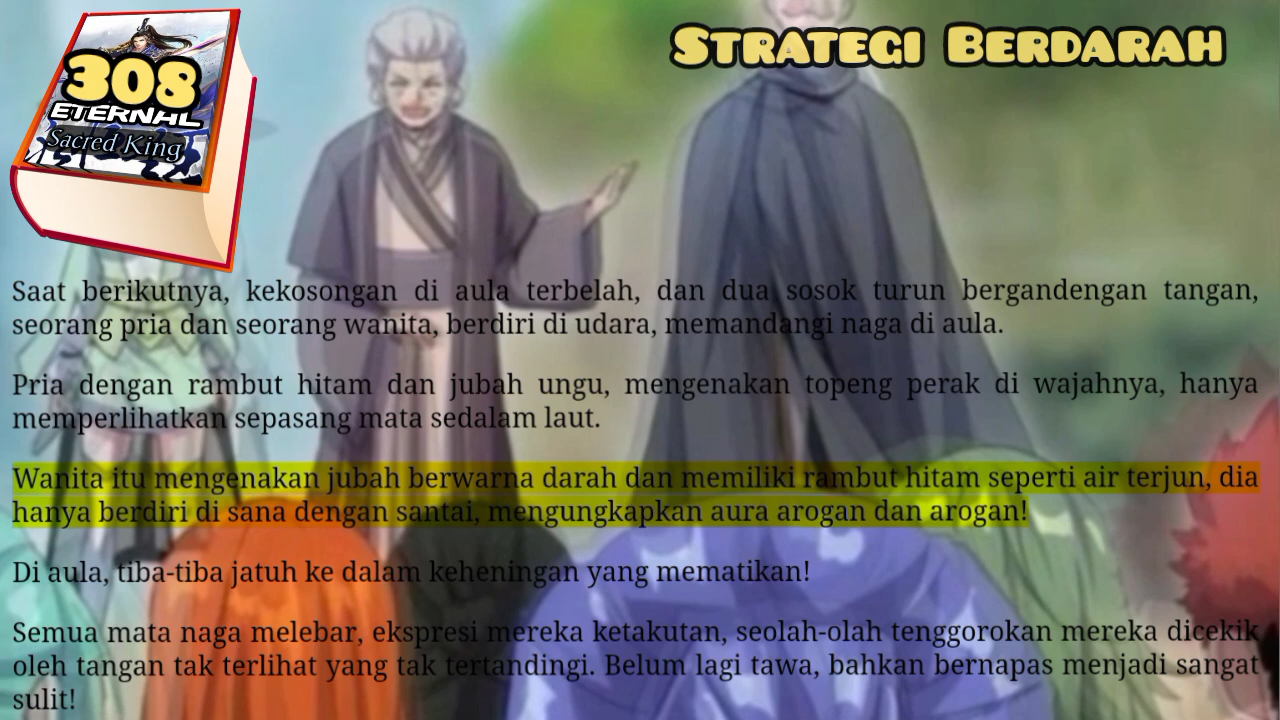 308
ETERNAL
Sacred King
Strategi Berdarah
Saat berikutnya, kekosongan di aula terbelah, dan dua sosok turun bergandengan tangan,
seorang pria dan seorang wanita, berdiri di udara, memandangi naga di aula.
Pria dengan rambut hitam dan jubah ungu, mengenakan topeng perak di wajahnya, hanya
memperlihatkan sepasang mata sedalam laut.
Wanita itu mengenakan jubah berwarna darah dan memiliki rambut hitam seperti air terjun, dia
hanya berdiri di sana dengan santai, mengungkapkan aura arogan dan arogan!
Di aula, tiba-tiba jatuh ke dalam keheningan yang mematikan!
Semua mata naga melebar, ekspresi mereka ketakutan, seolah-olah tenggorokan mereka dicekik
oleh tangan tak terlihat yang tak tertandingi. Belum lagi tawa, bahkan bernapas menjadi sangat
sulit!